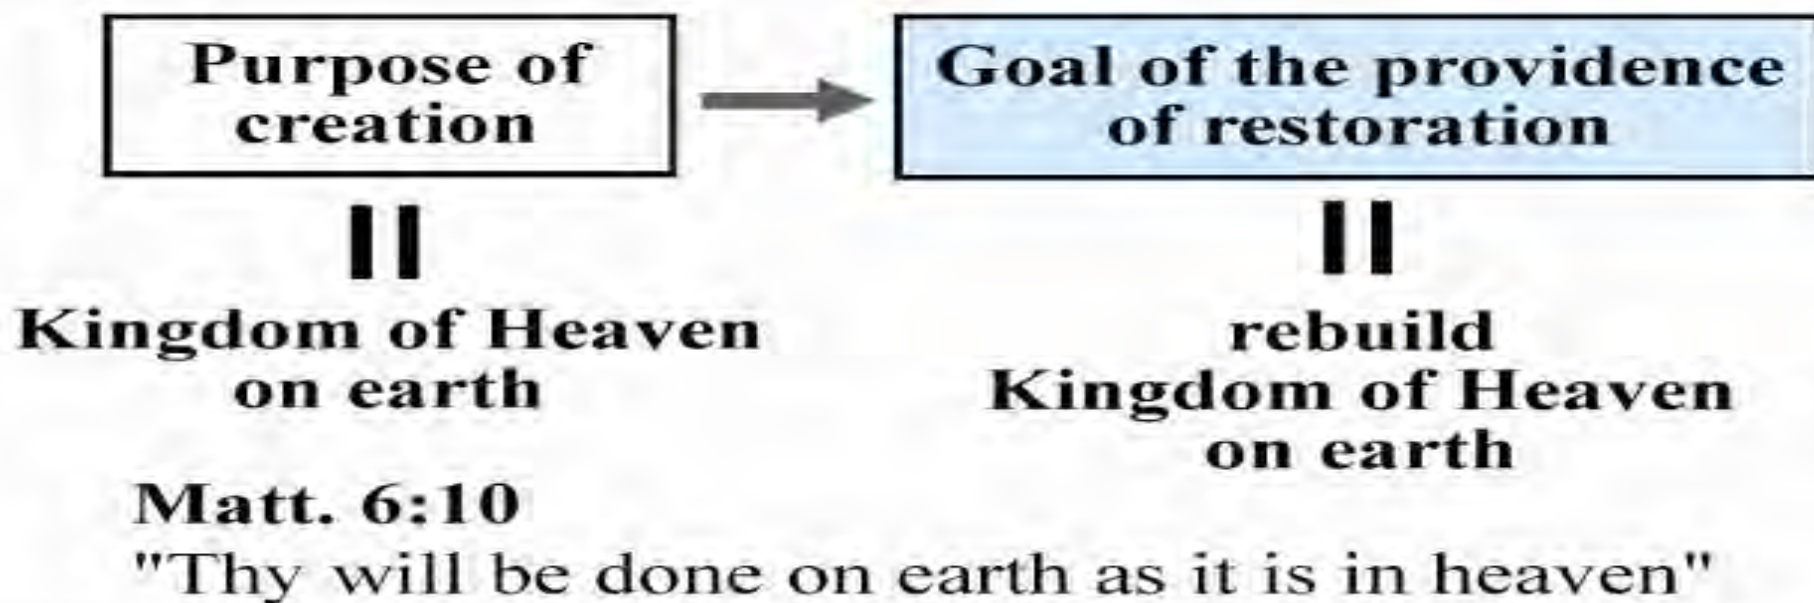 Purpose of
creation
Goal of the providence
of restoration
Kingdom of Heaven
on earth
rebuild
Kingdom of Heaven
on earth
Matt. 6:10
"Thy will be done on earth as it is in heaven"